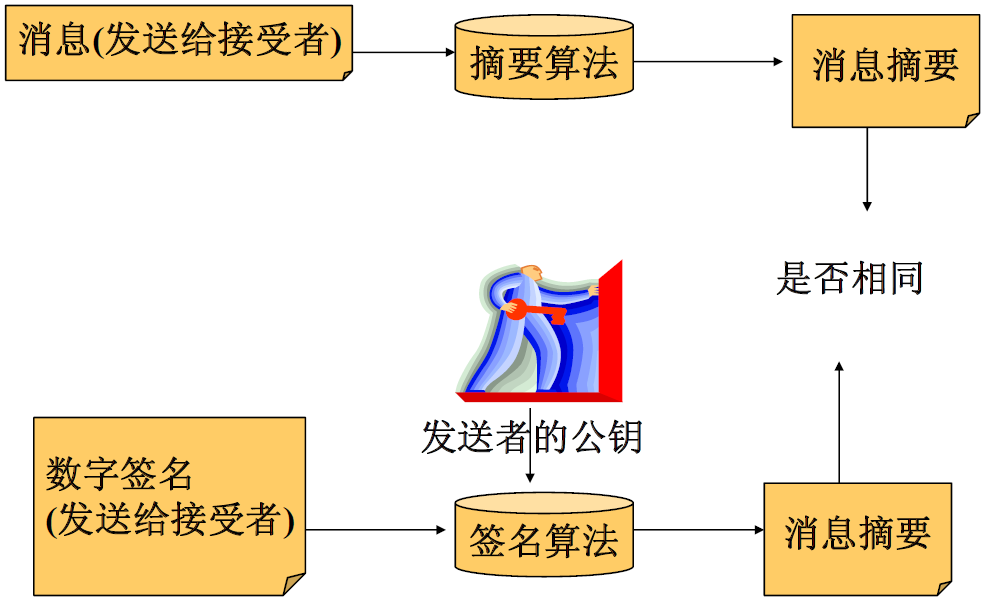 消息(发送给接受者)
摘要算法
消息摘要
是否相同
发送者的公钥
数字签名
(发送给接受者)
签名算法
消息摘要